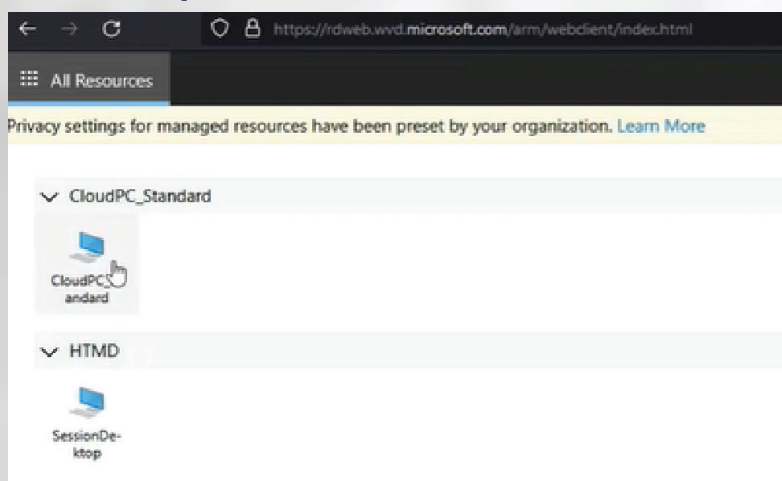 https://rdweb.wvd.microsoft.com/arm/webclient/index.html
All Resources
Privacy settings for managed resources have been preset by your organization. Learn More
CloudPC_Standard
CloudPC
andard
HTMD
SessionDe-
ktop